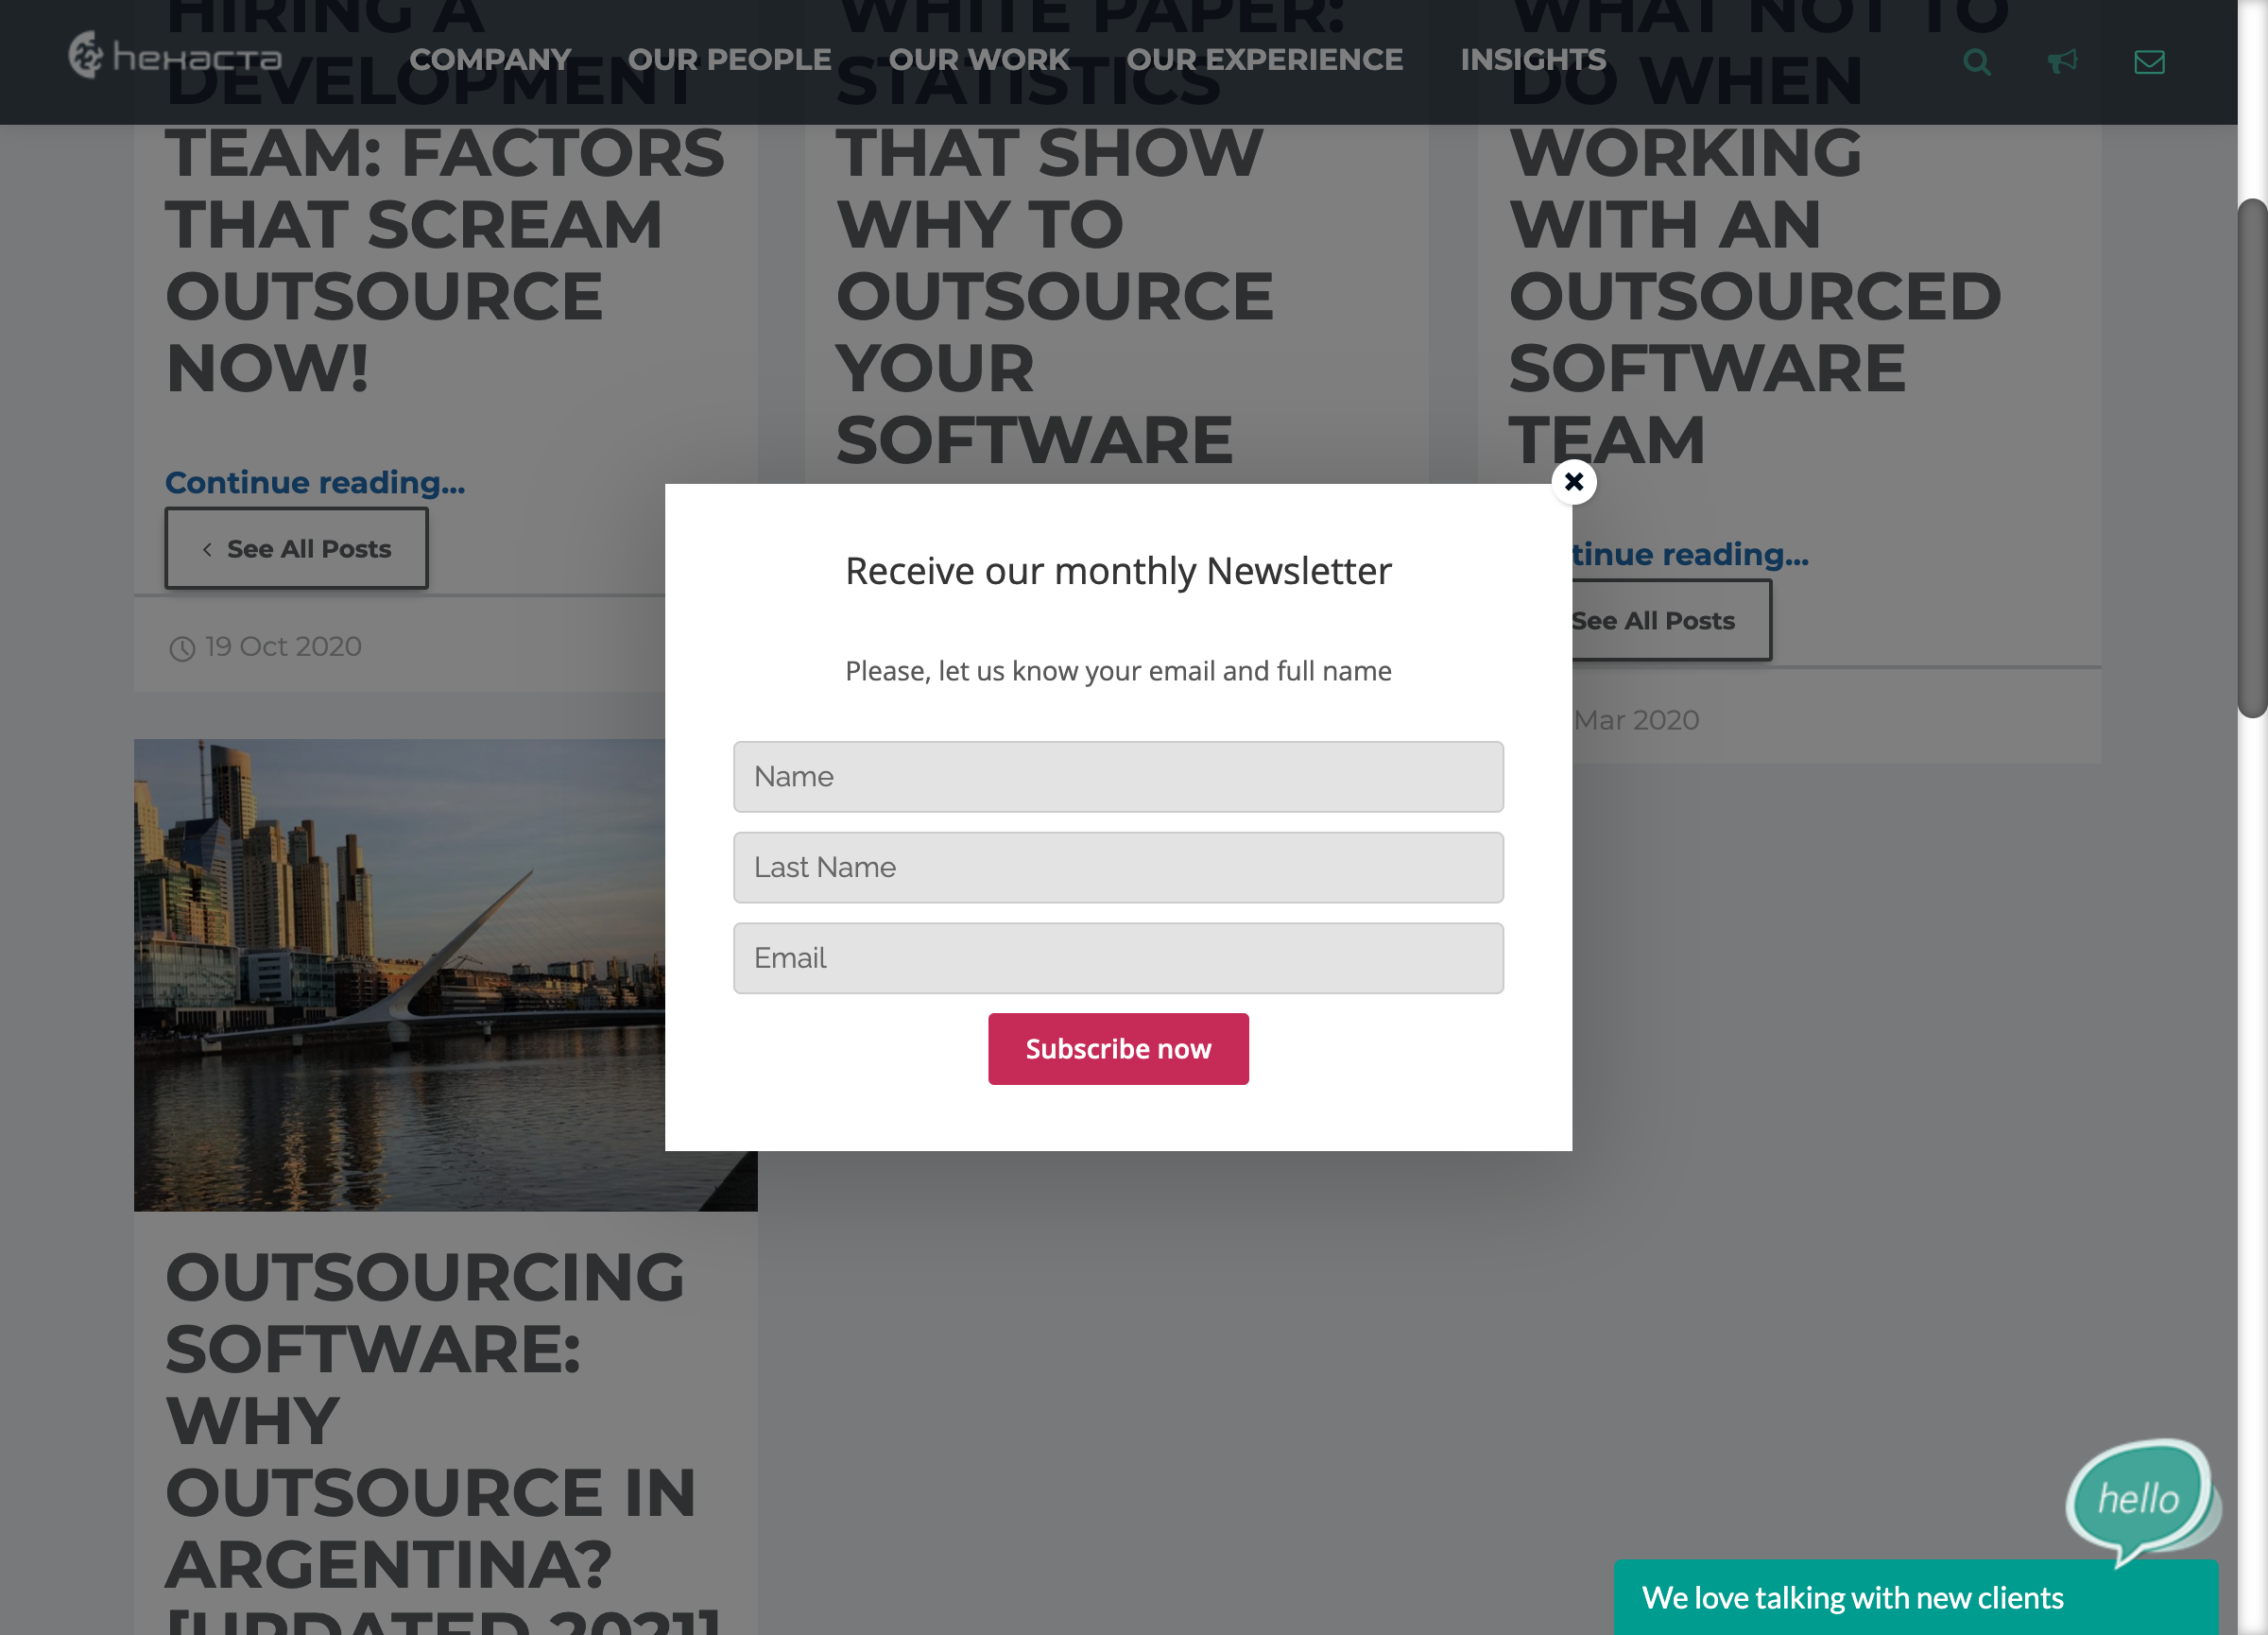 hexacta
COMPANY
OUR PEOPLE
OUR WORK
OUR EXPERIENCE
INSIGHTS
HIRING A
DEVELOPMENT
TEAM: FACTORS
THAT SCREAM
OUTSOURCE
NOW!
Continue reading...
See All Posts
19 Oct 2020
WHITE PAPER:
STATISTICS
THAT SHOW
WHY TO
OUTSOURCE
YOUR
SOFTWARE
WHAT NOT TO
DO WHEN
WORKING
WITH AN
OUTSOURCED
SOFTWARE
TEAM
tinue reading...
See All Posts
Mar 2020
Receive our monthly Newsletter
Please, let us know your email and full name
Name
Last Name
Email
Subscribe now
OUTSOURCING
SOFTWARE:
WHY
OUTSOURCE IN
ARGENTINA?
[UPDATED 2021]
hello
We love talking with new clients